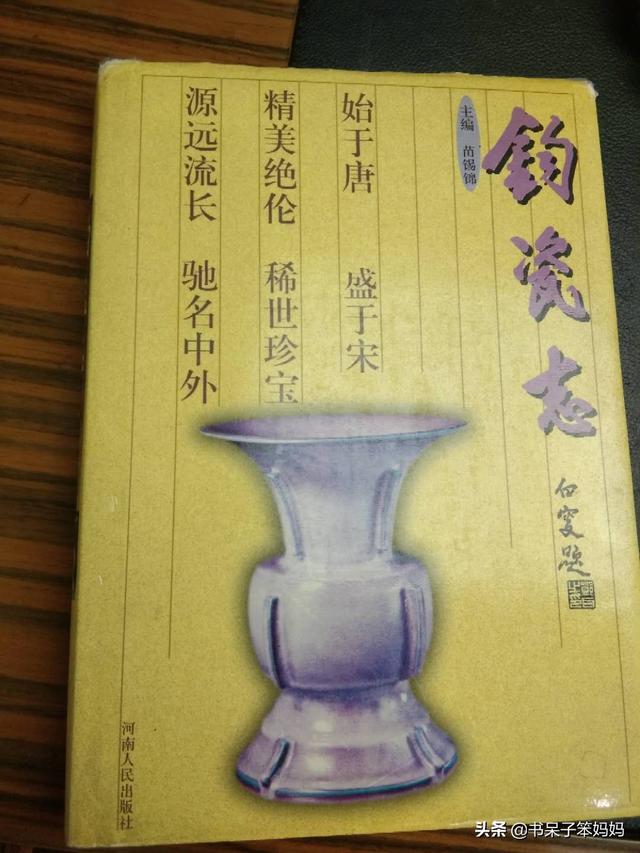 钧瓷志
主编 苗锡锦
始于唐 盛于宋
精美绝伦 稀世珍宝
源远流长 驰名中外
河南人民出版社
头条 @书呆子笨妈妈